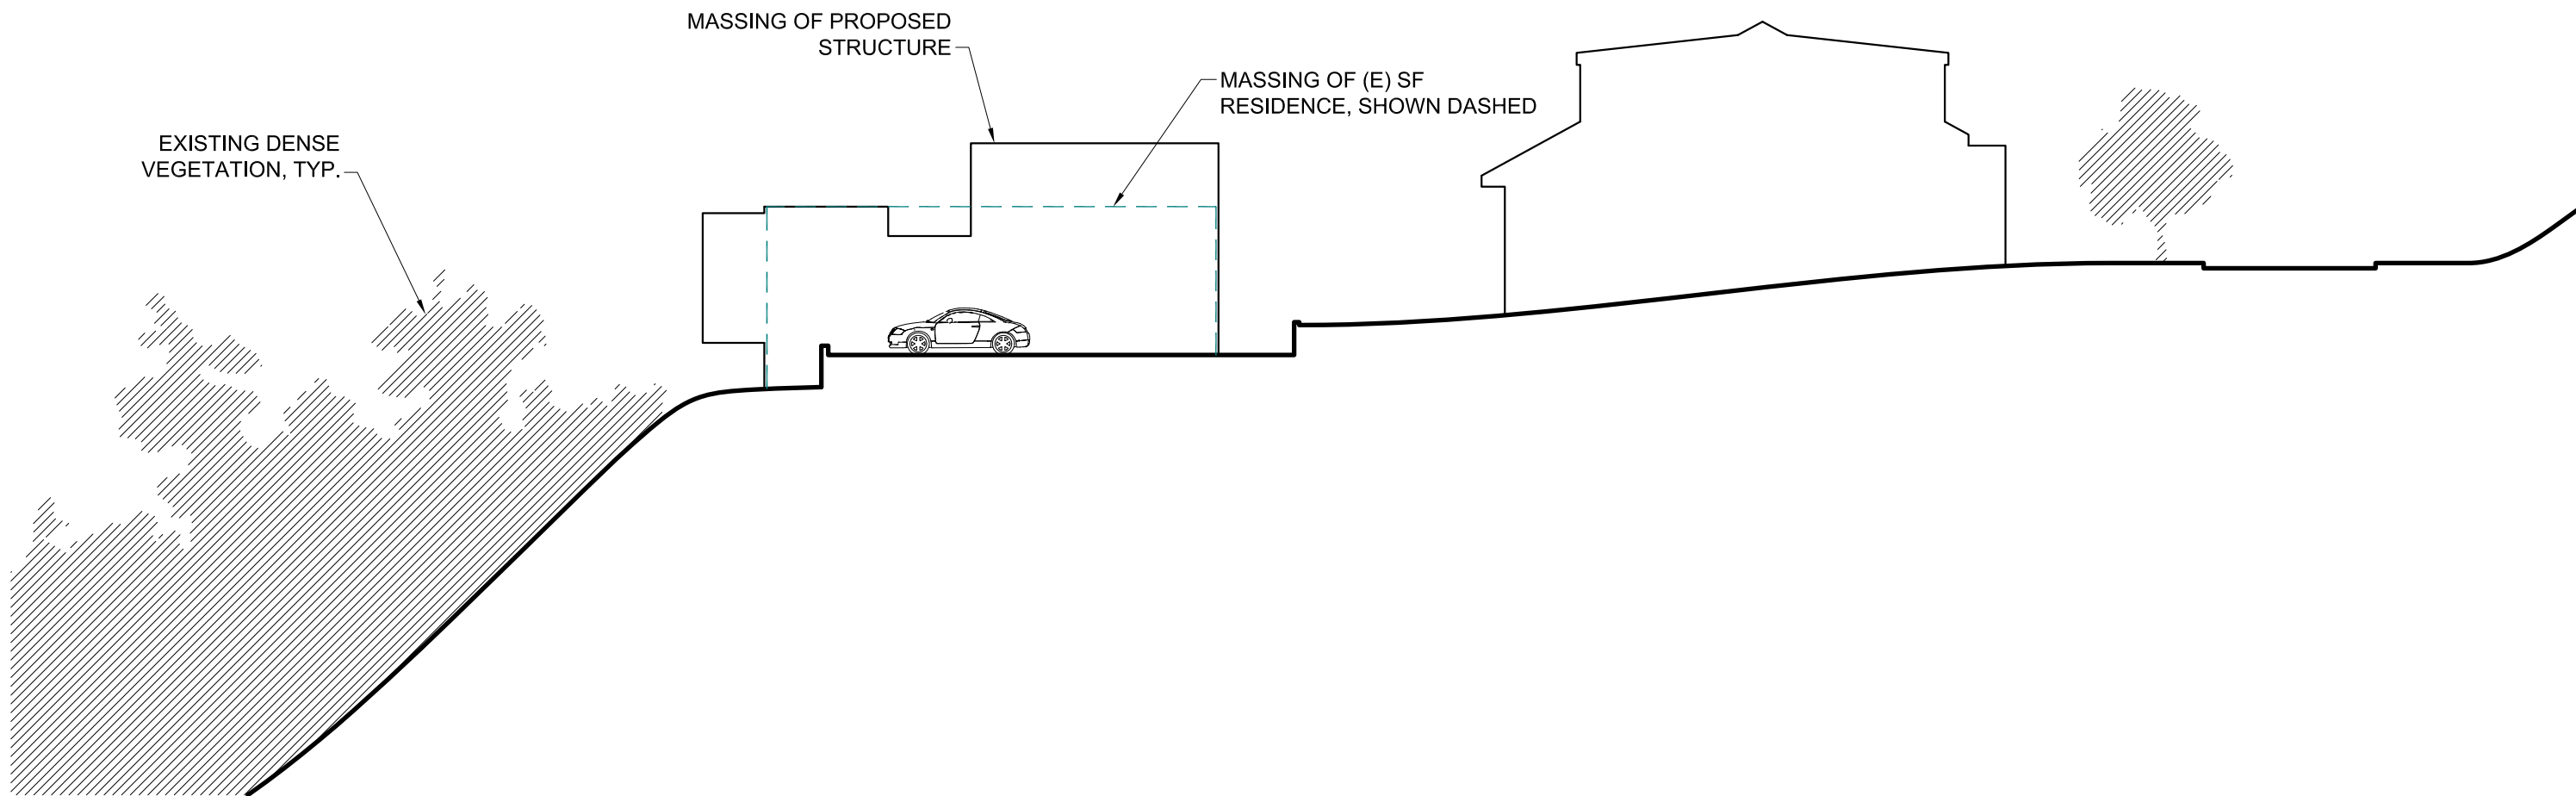 MASSING OF PROPOSED
STRUCTURE
MASSING OF (E) SF
RESIDENCE, SHOWN DASHED
EXISTING DENSE
VEGETATION, TYP.